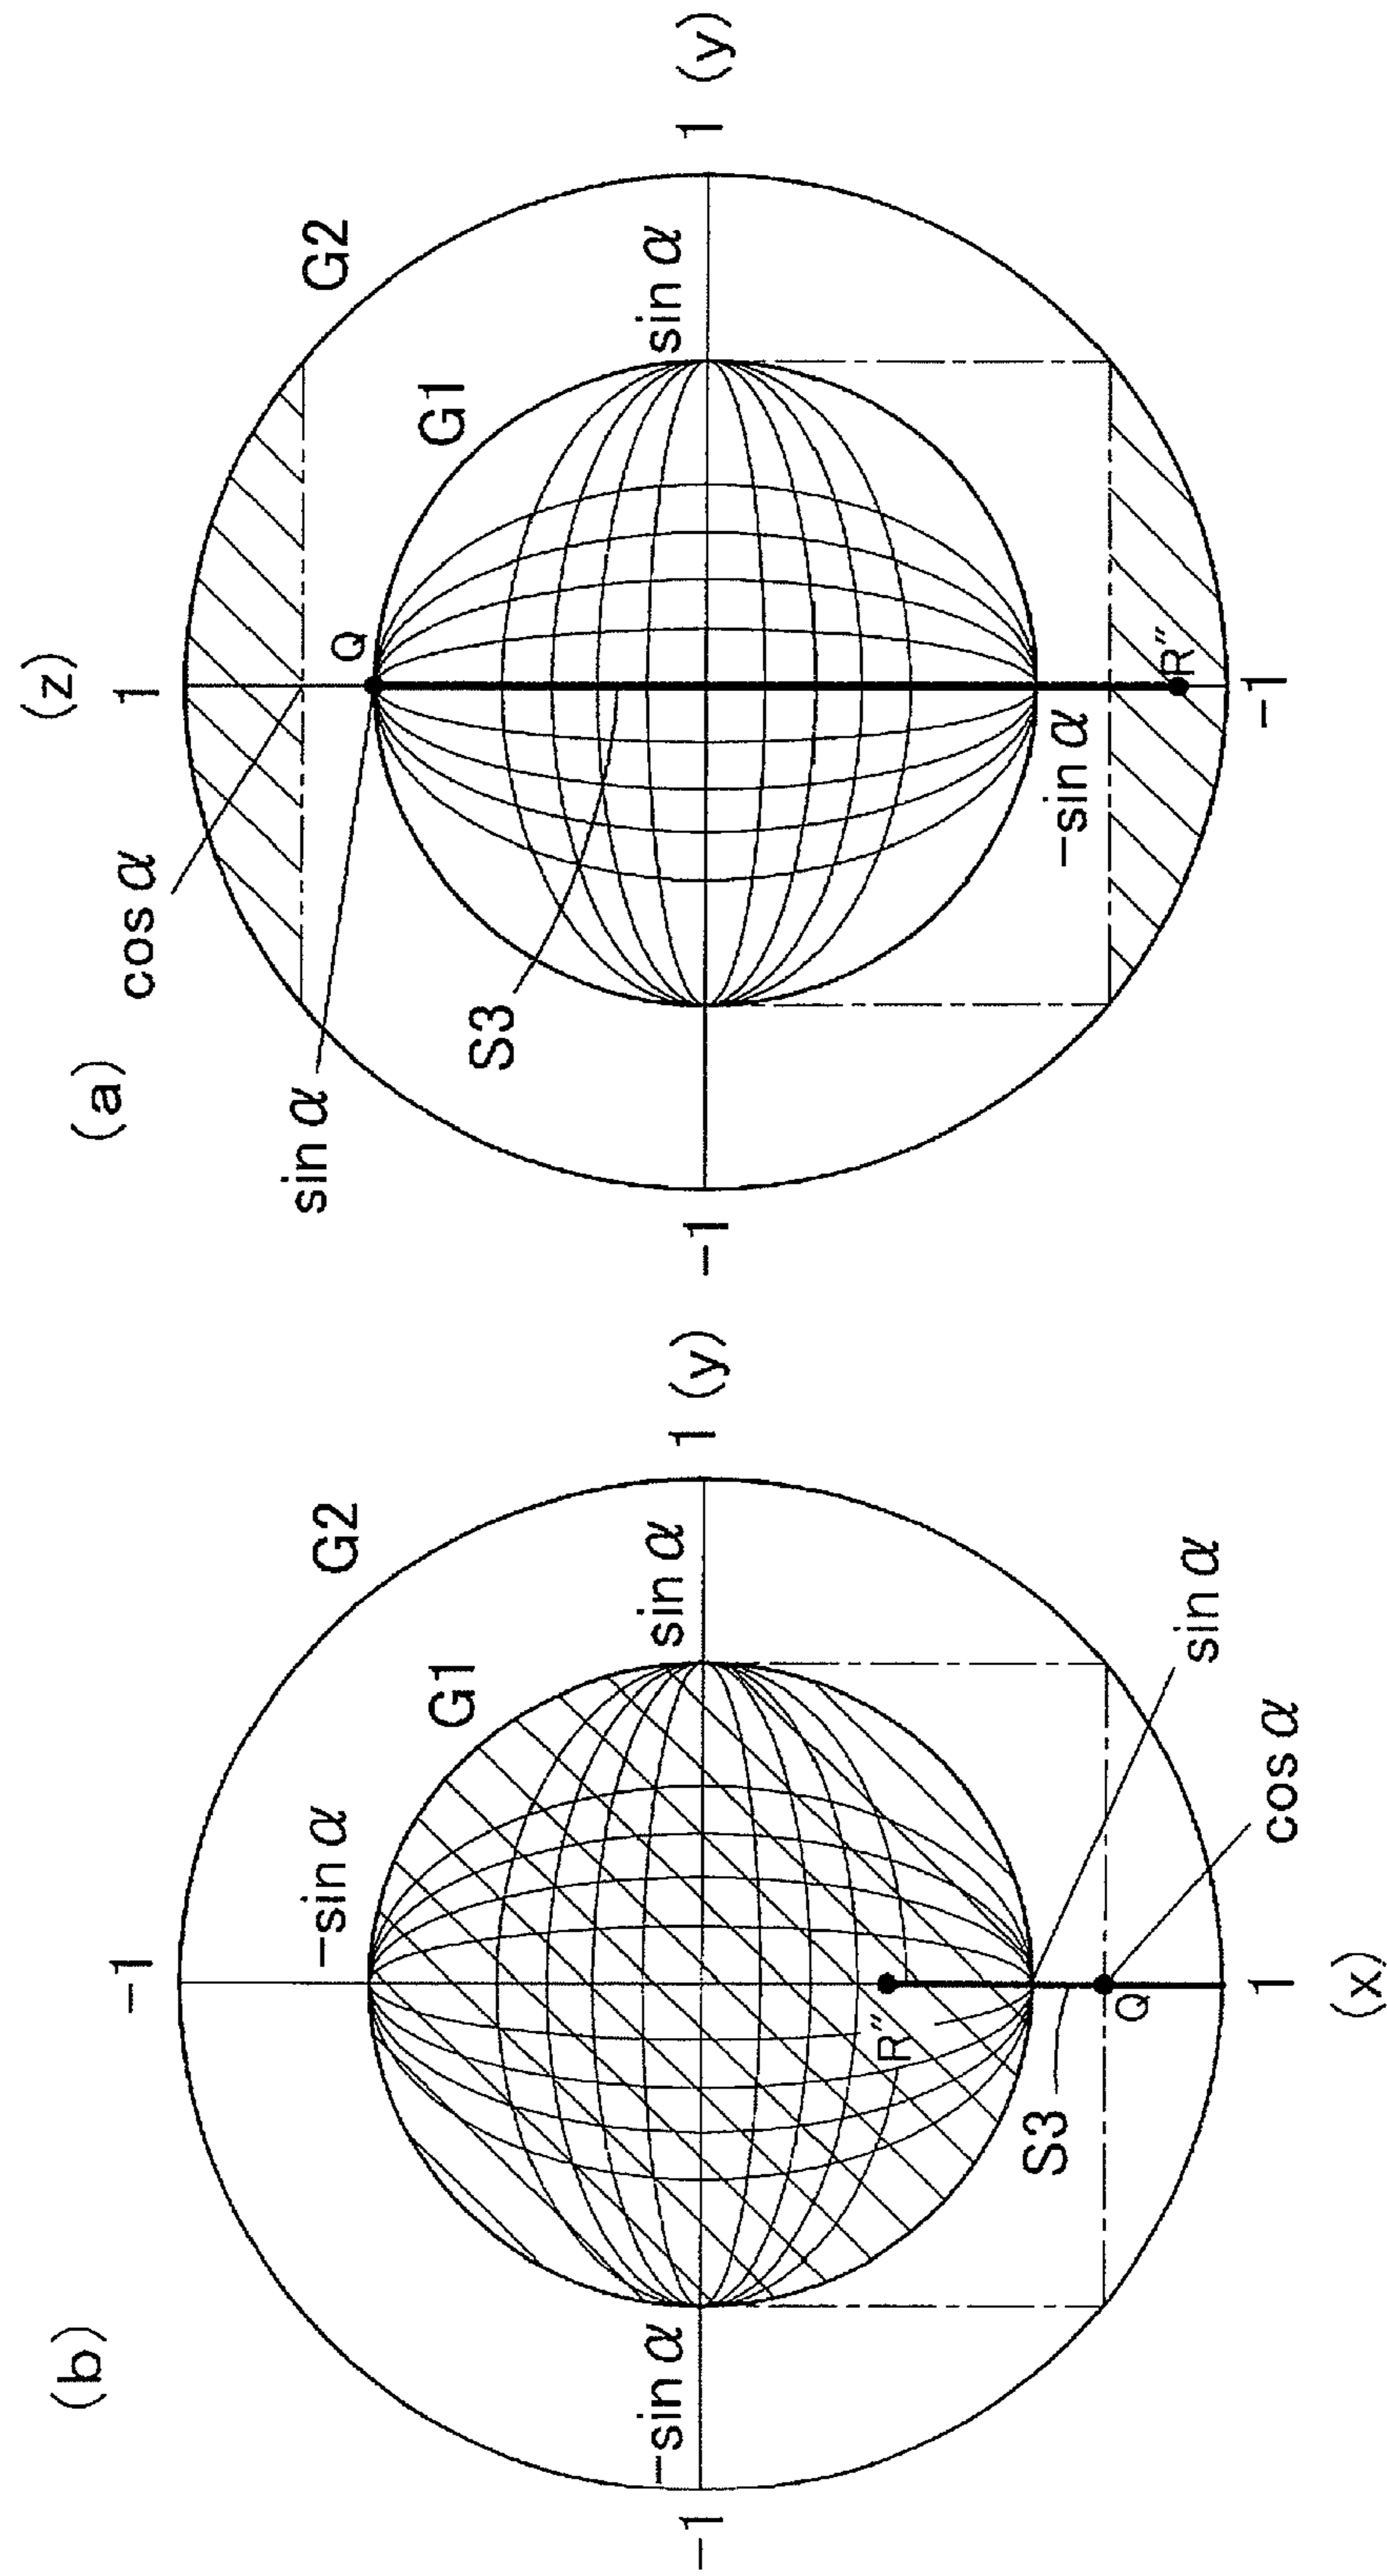 (a)
(z)
1
cos α
sin α
Q
G2
G1
S3
sin α
-1
1 (y)
-sin α
R″
-1
(b)
-1
-sin α
G2
G1
-sin α
sin α
-1
1 (y)
R″
S3
Q
sin α
cos α
1
(x)